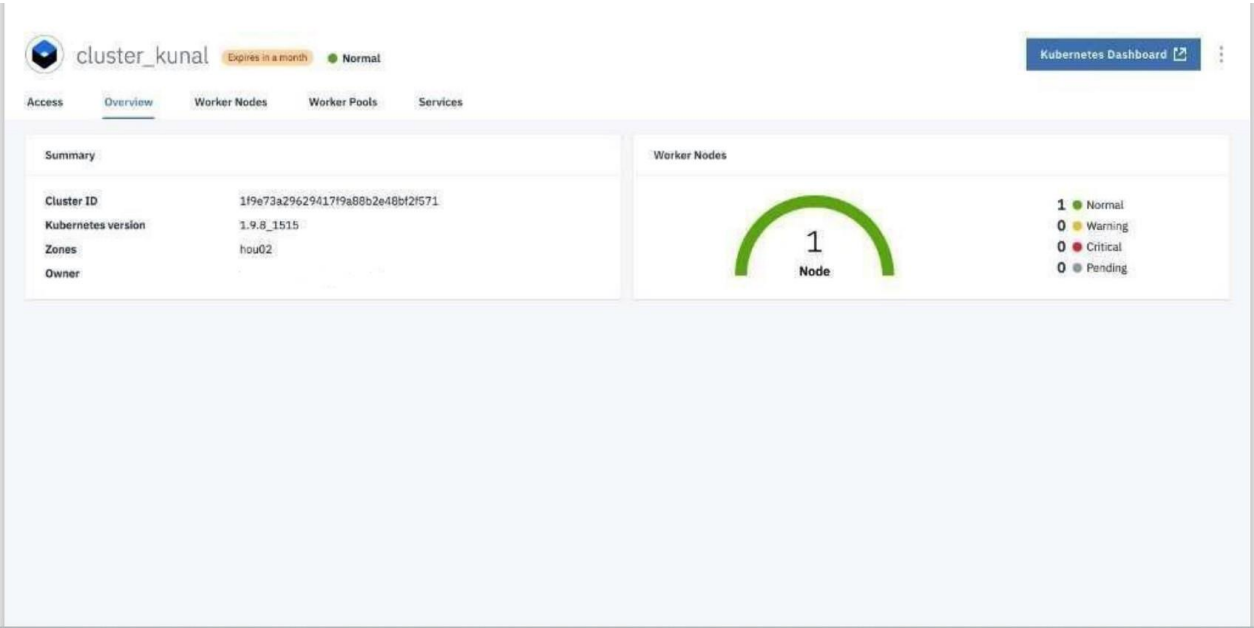 cluster_kunal Expires in a month Normal
Kubernetes Dashboard
Access Overview Worker Nodes Worker Pools Services
Summary
Cluster ID 1f9e73a29629417f9a88b2e48bf2f571
Kubernetes version 1.9.8_1515
Zones hou02
Owner
Worker Nodes
1
Node
1 Normal
0 Warning
0 Critical
0 Pending